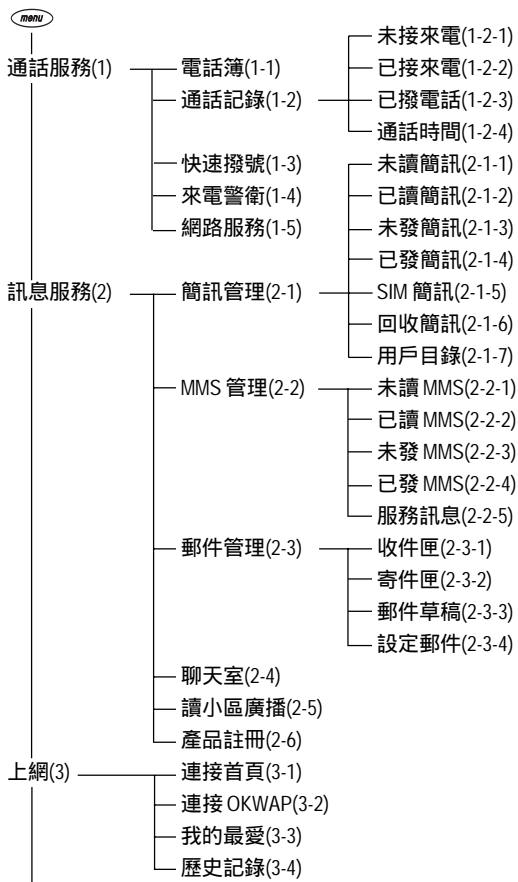 menu
未接來電(1-2-1)
通話服務(1) 電話簿(1-1) 已接來電(1-2-2)
通話記錄(1-2) 已撥電話(1-2-3)
通話時間(1-2-4)
快速撥號(1-3) 未讀簡訊(2-1-1)
來電警衛(1-4) 已讀簡訊(2-1-2)
網路服務(1-5) 未發簡訊(2-1-3)
已發簡訊(2-1-4)
訊息服務(2) 簡訊管理(2-1) SIM 簡訊(2-1-5)
回收簡訊(2-1-6)
用戶目錄(2-1-7)
MMS 管理(2-2) 未讀 MMS(2-2-1)
已讀 MMS(2-2-2)
未發 MMS(2-2-3)
已發 MMS(2-2-4)
服務訊息(2-2-5)
郵件管理(2-3) 收件匣(2-3-1)
寄件匣(2-3-2)
郵件草稿(2-3-3)
設定郵件(2-3-4)
聊天室(2-4)
讀小區廣播(2-5)
產品註冊(2-6)
上網(3) 連接首頁(3-1)
連接 OKWAP(3-2)
我的最愛(3-3)
歷史記錄(3-4)